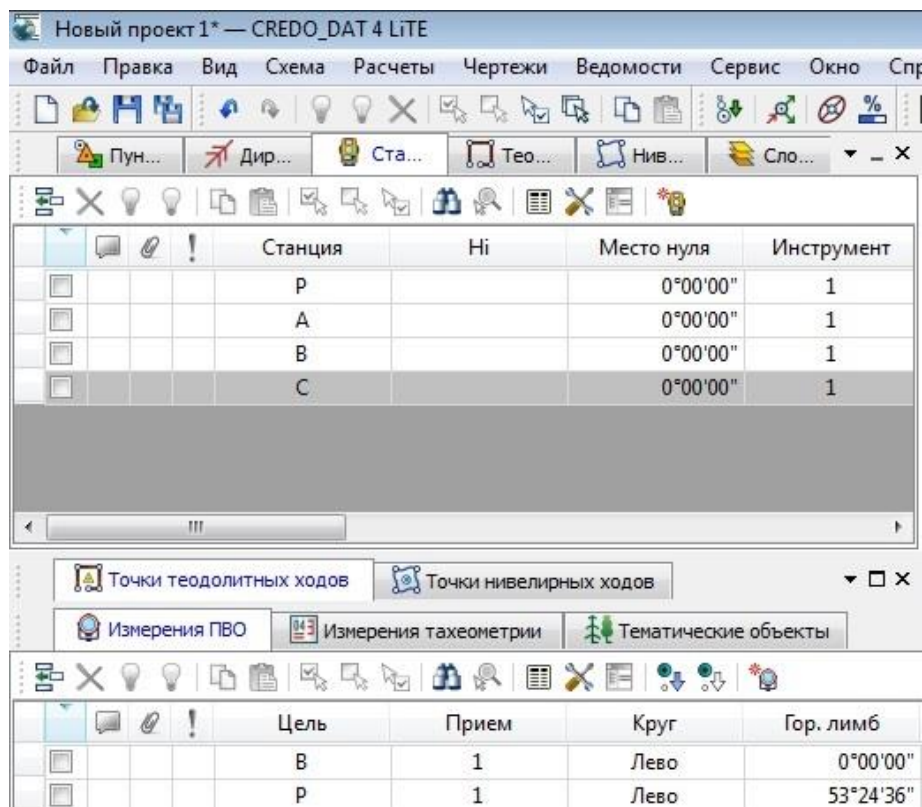 Новый проект 1* — CREDO_DAT 4 LiTE
Файл Правка Вид Схема Расчеты Чертежи Ведомости Сервис Окно Спр
Пун... Дир... Ста... Тео... Нив... Сло...
Станция Hi Место нуля Инструмент
P 0°00'00" 1
A 0°00'00" 1
B 0°00'00" 1
C 0°00'00" 1
Точки теодолитных ходов Точки нивелирных ходов
Измерения ПВО Измерения тахеометрии Тематические объекты
Цель Прием Круг Гор. лимб
B 1 Лево 0°00'00"
P 1 Лево 53°24'36"